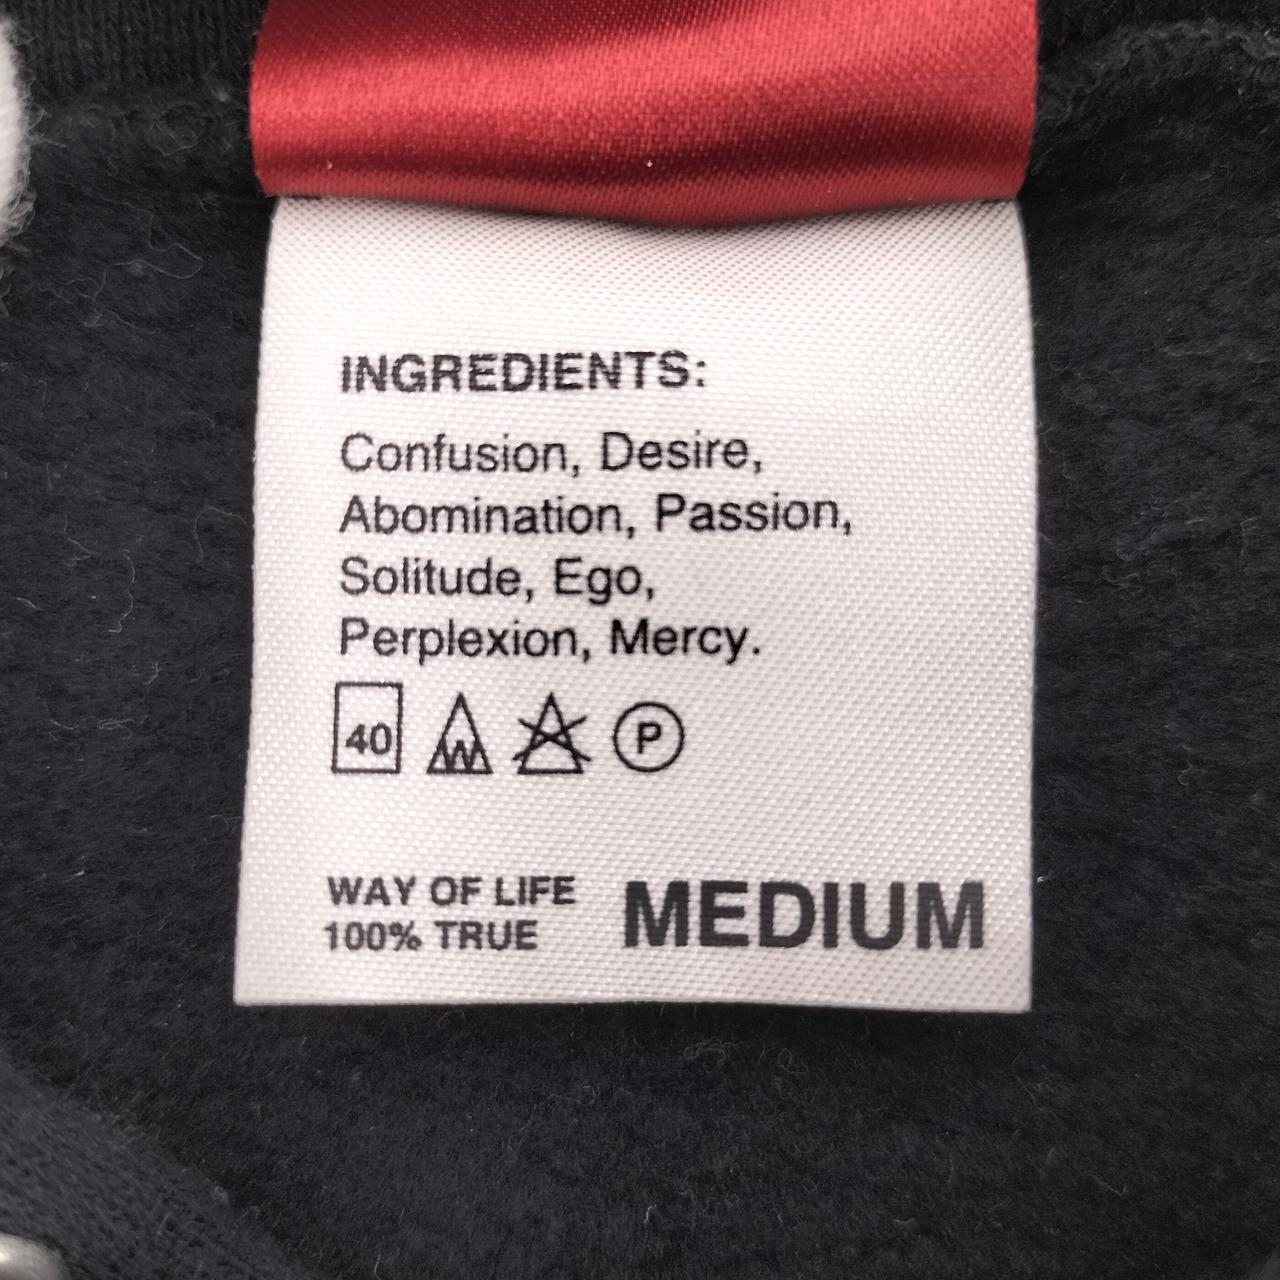 INGREDIENTS:
Confusion, Desire,
Abomination, Passion,
Solitude, Ego,
Perplexion, Mercy.
40 W P
WAY OF LIFE
100% TRUE
MEDIUM